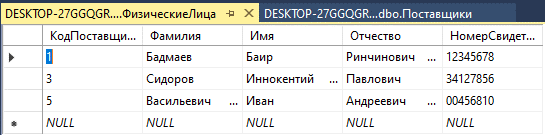 DESKTOP-27GGQGR....ФизическиеЛица DESKTOP-27GGQGR...dbo.Поставщики
КодПоставщи... Фамилия Имя Отчество НомерСвидет...
1 Бадмаев Баир Ринчинович ... 12345678
3 Сидоров Иннокентий ... Павлович 34127856
5 Васильевич ... Иван Андреевич ... 00456810
NULL NULL NULL NULL NULL